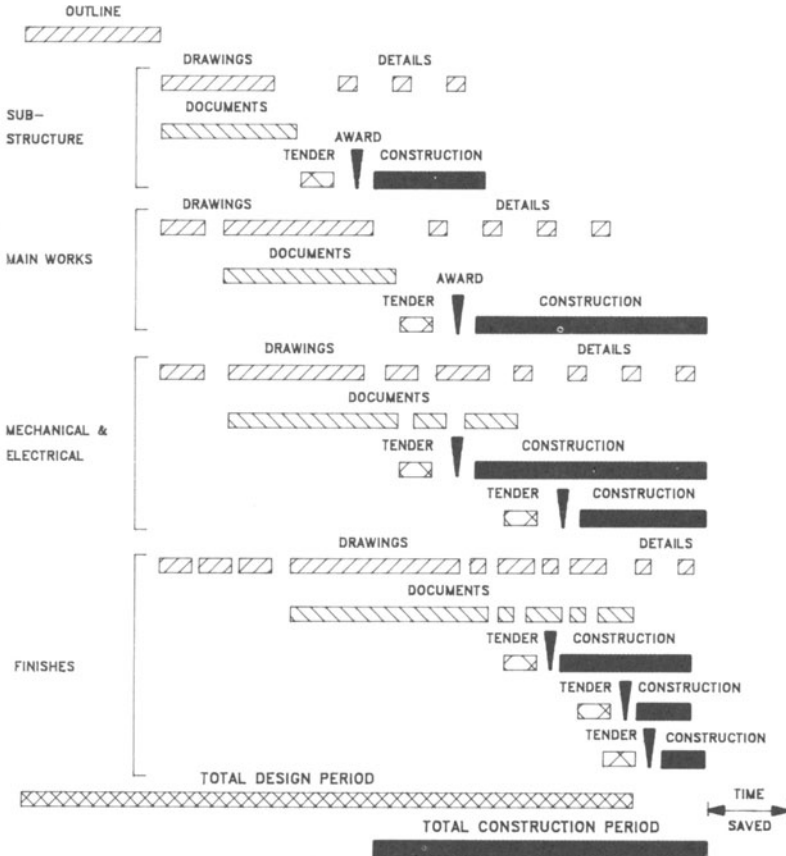 OUTLINE
DRAWINGS DETAILS
SUB-
STRUCTURE
DOCUMENTS
AWARD
TENDER CONSTRUCTION
DRAWINGS DETAILS
MAIN WORKS
DOCUMENTS
AWARD
TENDER CONSTRUCTION
DRAWINGS DETAILS
MECHANICAL &
ELECTRICAL
DOCUMENTS
TENDER CONSTRUCTION
TENDER CONSTRUCTION
DRAWINGS DETAILS
DOCUMENTS
FINISHES
TENDER CONSTRUCTION
TENDER CONSTRUCTION
TENDER CONSTRUCTION
TOTAL DESIGN PERIOD
TIME
SAVED
TOTAL CONSTRUCTION PERIOD